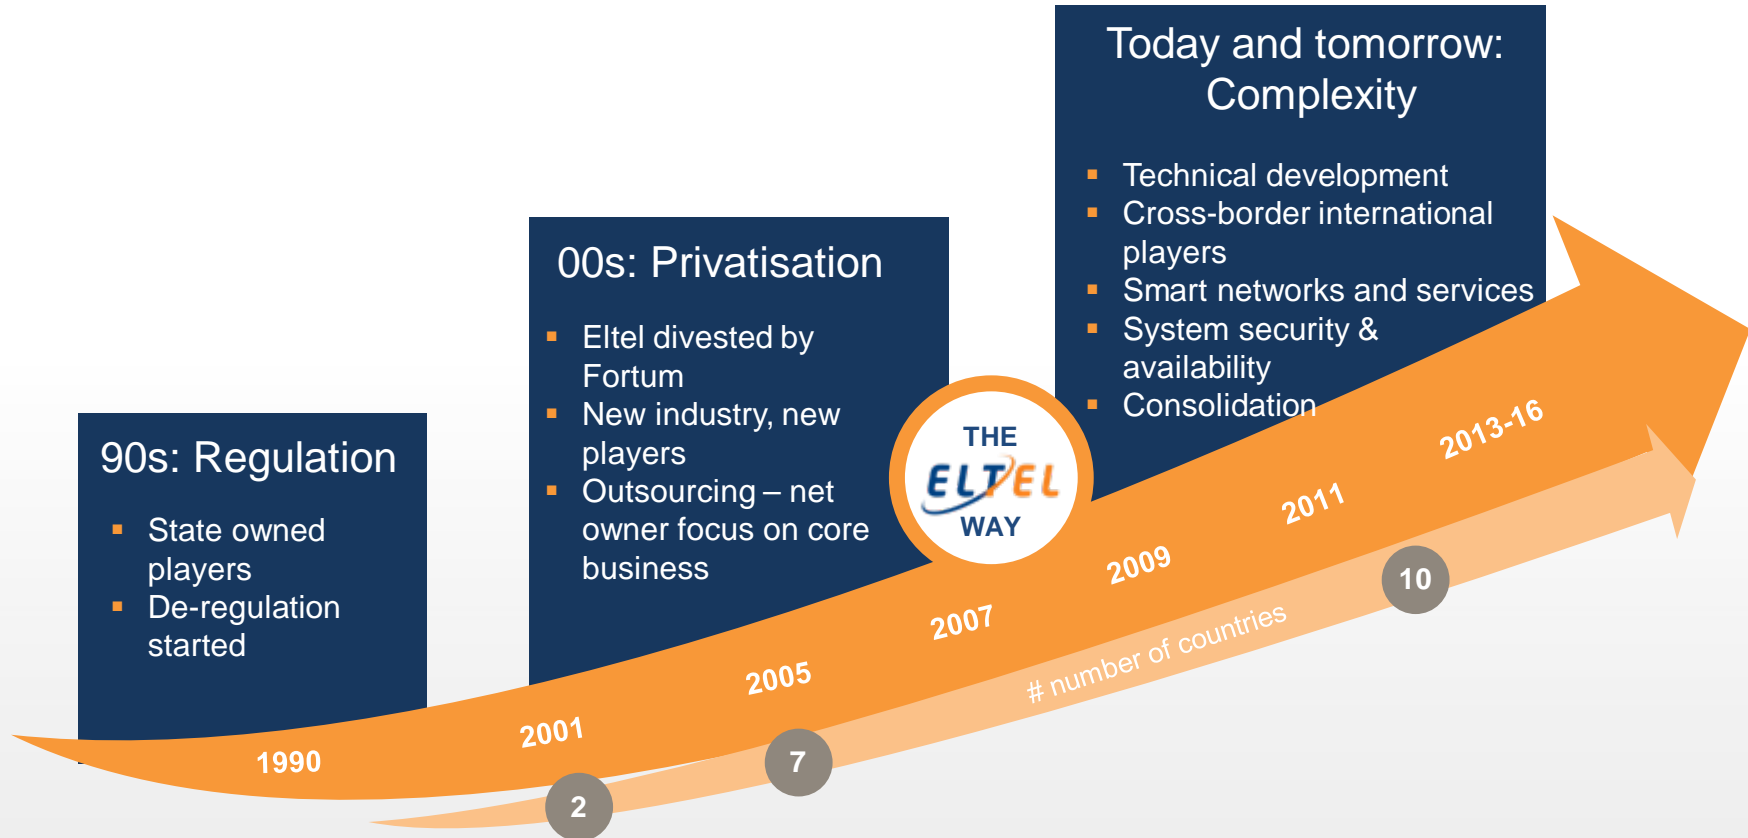 90s: Regulation
▪ State owned
players
▪ De-regulation
started
00s: Privatisation
▪ Eltel divested by
Fortum
▪ New industry, new
players
▪ Outsourcing – net
owner focus on core
business
THE
ELTEL
WAY
Today and tomorrow:
Complexity
▪ Technical development
▪ Cross-border international
players
▪ Smart networks and services
▪ System security &
availability
▪ Consolidation
1990
2001
2005
2007
2009
2011
2013-16
2
7
# number of countries
10